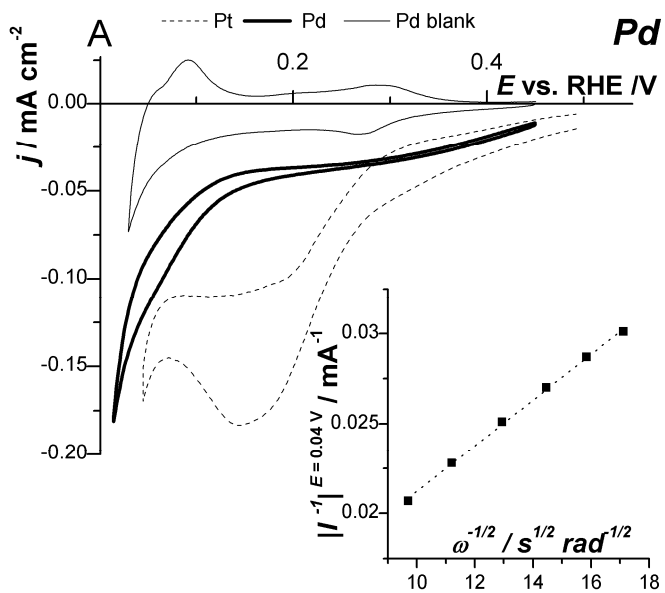 Pt Pd Pd blank
A
Pd
0.2 0.4
E vs. RHE /V
j / mA cm-2
0.00
-0.05
-0.10
-0.15
-0.20
|I-1| E = 0.04 V / mA-1
0.03
0.025
0.02
10 12 14 16 18
ω-1/2 / s1/2 rad-1/2